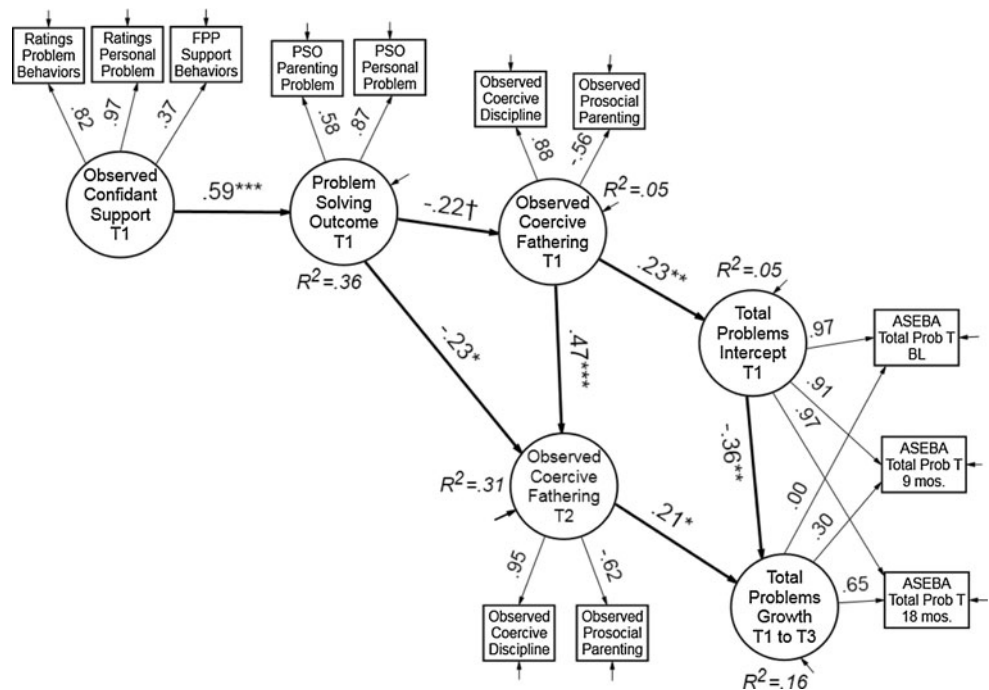 Ratings
Problem
Behaviors
Ratings
Personal
Problem
FPP
Support
Behaviors
PSO
Parenting
Problem
PSO
Personal
Problem
Observed
Coercive
Discipline
Observed
Prosocial
Parenting
.82
.97
.37
.58
.87
.88
-.56
Observed
Confidant
Support
T1
.59***
Problem
Solving
Outcome
T1
R²=.36
-.22†
Observed
Coercive
Fathering
T1
R²=.05
.23**
R²=.05
Total
Problems
Intercept
T1
.97
.91
.97
ASEBA
Total Prob T
BL
-.23*
.47***
-.36**
ASEBA
Total Prob T
9 mos.
Observed
Coercive
Fathering
T2
R²=.31
.21*
.00
.30
.65
Total
Problems
Growth
T1 to T3
R²=.16
ASEBA
Total Prob T
18 mos.
.95
-.62
Observed
Coercive
Discipline
Observed
Prosocial
Parenting